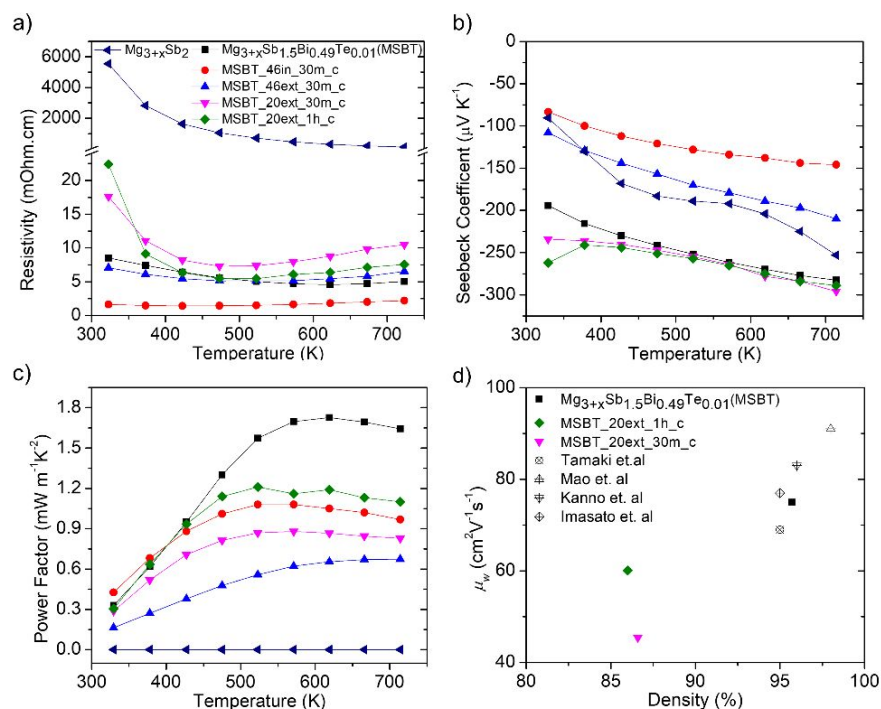 a)
Resistivity (mOhm.cm)
6000
4000
2000
20
15
10
5
0
300 400 500 600 700
Temperature (K)
Mg3+xSb2
Mg3+xSb1.5Bi0.49Te0.01(MSBT)
MSBT_46in_30m_c
MSBT_46ext_30m_c
MSBT_20ext_30m_c
MSBT_20ext_1h_c
b)
Seebeck Coefficent (μV K-1)
0
-50
-100
-150
-200
-250
-300
300 400 500 600 700
Temperature (K)
c)
Power Factor (mW m-1K-2)
1.8
1.5
1.2
0.9
0.6
0.3
0.0
300 400 500 600 700
Temperature (K)
d)
μw (cm2V-1s-1)
100
90
80
70
60
50
40
80 85 90 95 100
Density (%)
Mg3+xSb1.5Bi0.49Te0.01(MSBT)
MSBT_20ext_1h_c
MSBT_20ext_30m_c
Tamaki et.al
Mao et. al
Kanno et. al
Imasato et. al